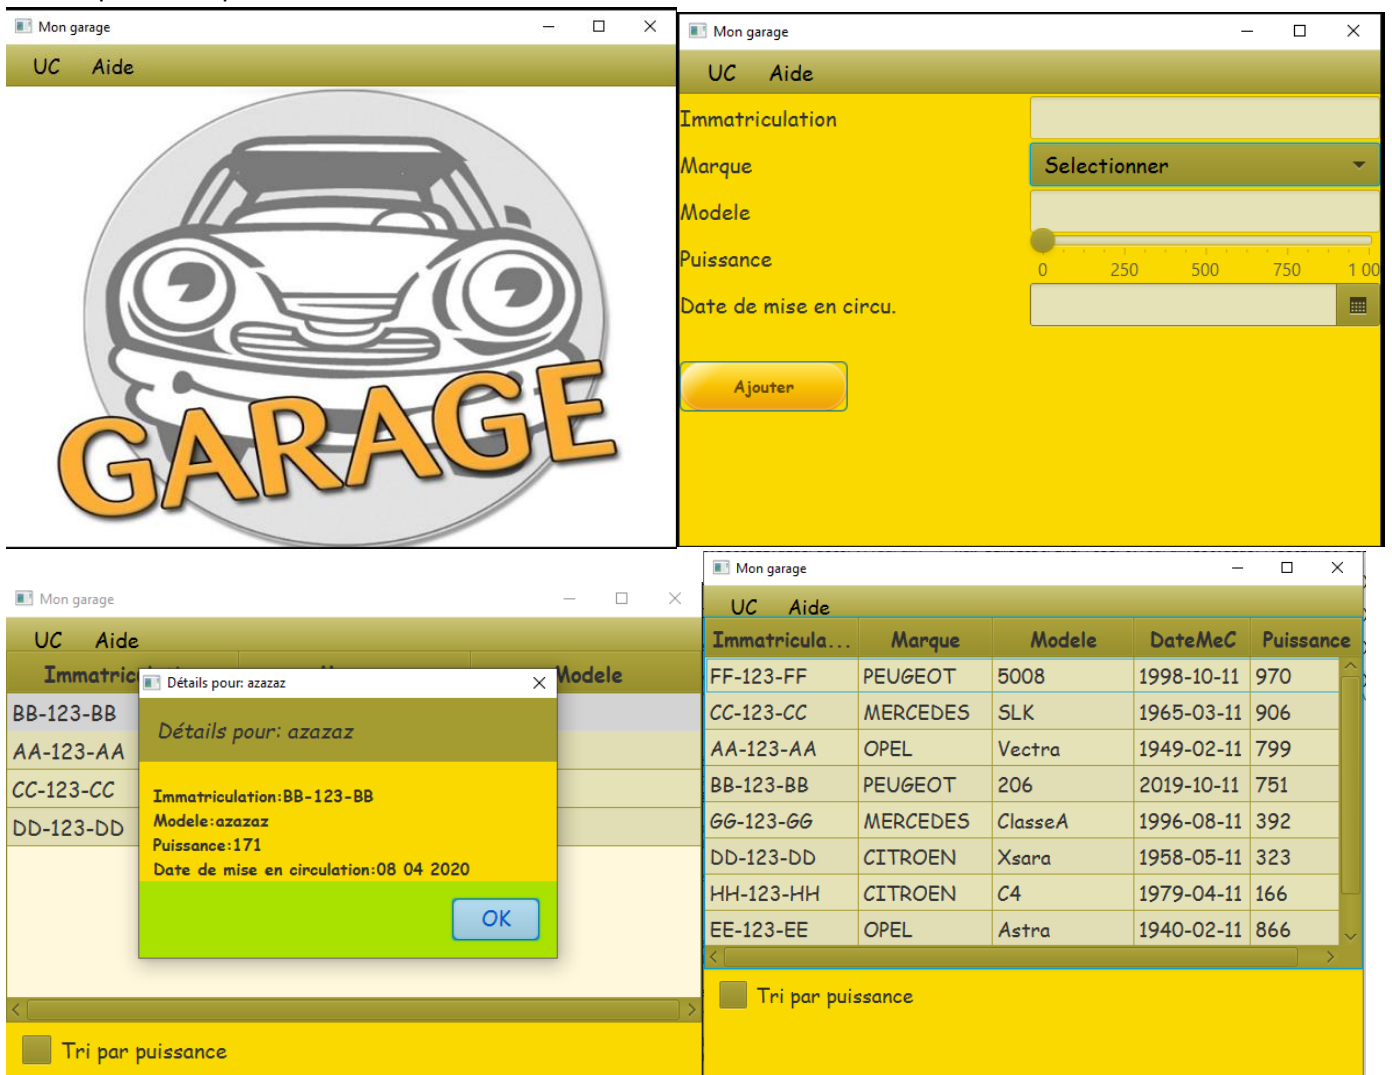 Mon garage
UC Aide
GARAGE
Mon garage
UC Aide
Immatriculation
Marque Selectionner
Modele
Puissance
0 250 500 750 1 00
Date de mise en circu.
Ajouter
Mon garage
UC Aide
Immatric Modele
BB-123-BB
AA-123-AA
CC-123-CC
DD-123-DD
Détails pour: azazaz
Détails pour: azazaz
Immatriculation:BB-123-BB
Modele:azazaz
Puissance:171
Date de mise en circulation:08 04 2020
OK
Tri par puissance
Mon garage
UC Aide
Immatricula... Marque Modele DateMeC Puissance
FF-123-FF PEUGEOT 5008 1998-10-11 970
CC-123-CC MERCEDES SLK 1965-03-11 906
AA-123-AA OPEL Vectra 1949-02-11 799
BB-123-BB PEUGEOT 206 2019-10-11 751
GG-123-GG MERCEDES ClasseA 1996-08-11 392
DD-123-DD CITROEN Xsara 1958-05-11 323
HH-123-HH CITROEN C4 1979-04-11 166
EE-123-EE OPEL Astra 1940-02-11 866
Tri par puissance